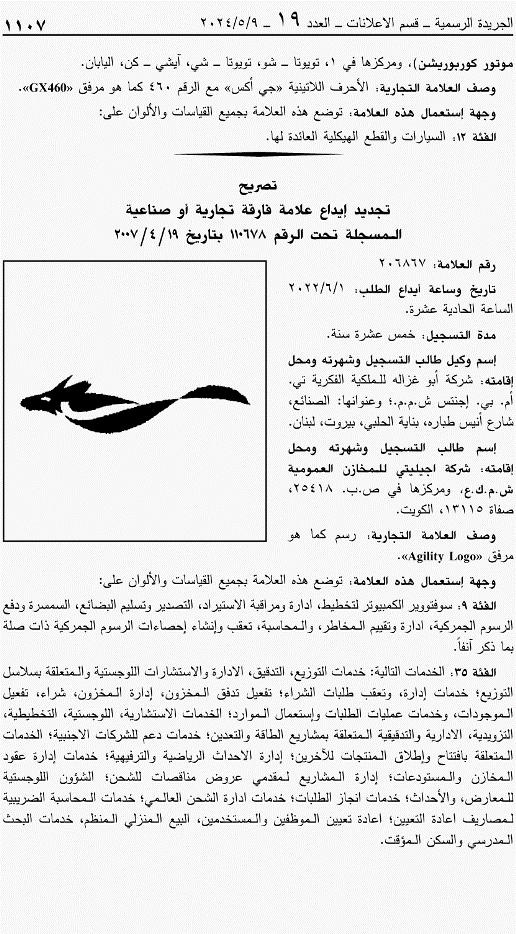 الجريدة الرسمية ــ قسم الاعلانات ــ العدد ١٩ ــ ٢٠٢٤/٥/٩
١١٠٧
موتور كوربوريشن)، ومركزها في ١، تويوتا ــ شو، تويوتا ــ شي، آيشي ــ كن، اليابان.
وصف العلامة التجارية: الأحرف اللاتينية «جي أكس» مع الرقم ٤٦٠ كما هو مرفق «GX460».
وجهة إستعمال هذه العلامة: توضع هذه العلامة بجميع القياسات والألوان على:
الفئة ١٢: السيارات والقطع الهيكلية العائدة لها.
تصريح
تجديد إيداع علامة فارقة تجارية أو صناعية
المسجلة تحت الرقم ١١٠٦٧٨ بتاريخ ٢٠٠٧/٤/١٩
رقم العلامة: ٢٠٦٨٦٧
تاريخ وساعة أيداع الطلب: ٢٠٢٢/٦/١
الساعة الحادية عشرة.
مدة التسجيل: خمس عشرة سنة.
إسم وكيل طالب التسجيل وشهرته ومحل
إقامته: شركة أبو غزاله للملكية الفكرية تي.
أم. بي. إجنتس ش.م.م.؛ وعنوانها: الصنائع،
شارع أنيس طباره، بناية الحلبي، بيروت، لبنان.
إسم طالب التسجيل وشهرته ومحل
إقامته: شركة اجيليتي للمخازن العمومية
ش.م.ك.ع، ومركزها في ص.ب. ٢٥٤١٨،
صفاة ١٣١١٥، الكويت.
وصف العلامة التجارية: رسم كما هو
مرفق «Agility Logo».
وجهة إستعمال هذه العلامة: توضع هذه العلامة بجميع القياسات والألوان على:
الفئة ٩: سوفتووير الكمبيوتر لتخطيط، ادارة ومراقبة الاستيراد، التصدير وتسليم البضائع، السمسرة ودفع
الرسوم الجمركية، ادارة وتقييم المخاطر، والمحاسبة، تعقب وإنشاء إحصاءات الرسوم الجمركية ذات صلة
بما ذكر آنفاً.
الفئة ٣٥: الخدمات التالية: خدمات التوزيع، التدقيق، الادارة والاستشارات اللوجستية والمتعلقة بسلاسل
التوزيع؛ خدمات إدارة، وتعقب طلبات الشراء؛ تفعيل تدفق المخزون، إدارة المخزون، شراء، تفعيل
الموجودات، وخدمات عمليات الطلبات وإستعمال الموارد؛ الخدمات الاستشارية، اللوجستية، التخطيطية،
التزويدية، الادارية والتدقيقية المتعلقة بمشاريع الطاقة والتعدين؛ خدمات دعم للشركات الاجنبية؛ الخدمات
المتعلقة بافتتاح وإطلاق المنتجات للآخرين؛ إدارة الاحداث الرياضية والترفيهية؛ خدمات إدارة عقود
المخازن والمستودعات؛ إدارة المشاريع لمقدمي عروض مناقصات للشحن؛ الشؤون اللوجستية
للمعارض، والأحداث؛ خدمات انجاز الطلبات؛ خدمات ادارة الشحن العالمي؛ خدمات المحاسبة الضريبية
لمصاريف اعادة التعيين؛ اعادة تعيين الموظفين والمستخدمين، البيع المنزلي المنظم، خدمات البحث
المدرسي والسكن المؤقت.